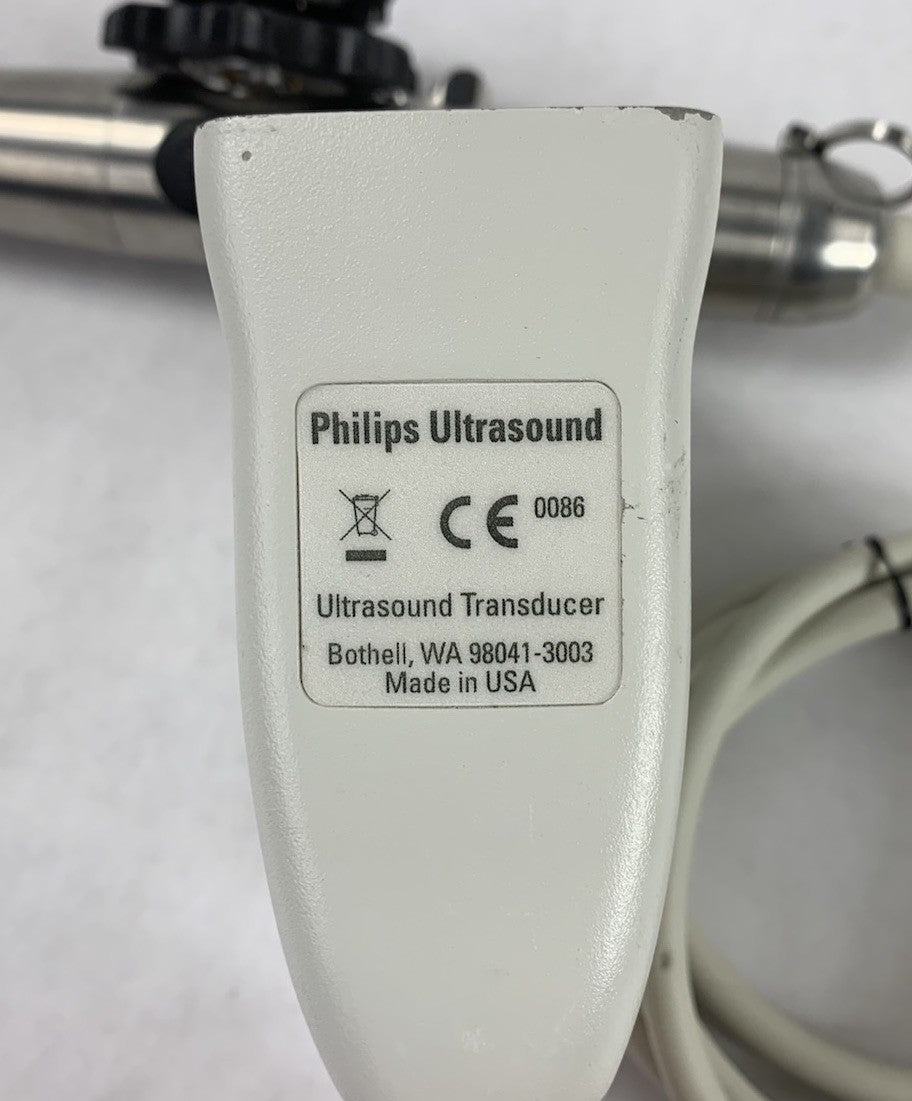 Philips Ultrasound
CE 0086
Ultrasound Transducer
Bothell, WA 98041-3003
Made in USA